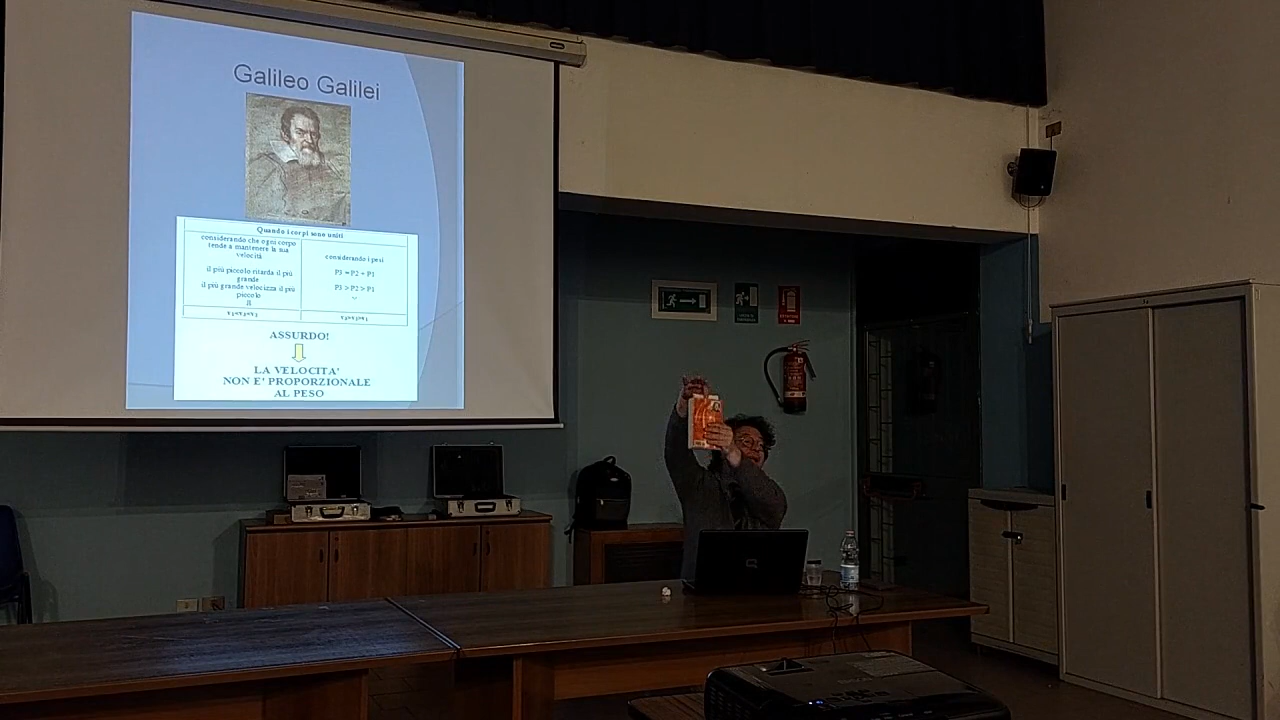 Galileo Galilei
Quando i corpi sono uniti
considerando che ogni corpo
tende a mantenere la sua
velocità
il più piccolo ritarda il più
grande
il più grande velocizza il più
piccolo
considerando i pesi
P3 = P2 + P1
P3 > P2 > P1
ASSURDO!
LA VELOCITA'
NON E' PROPORZIONALE
AL PESO